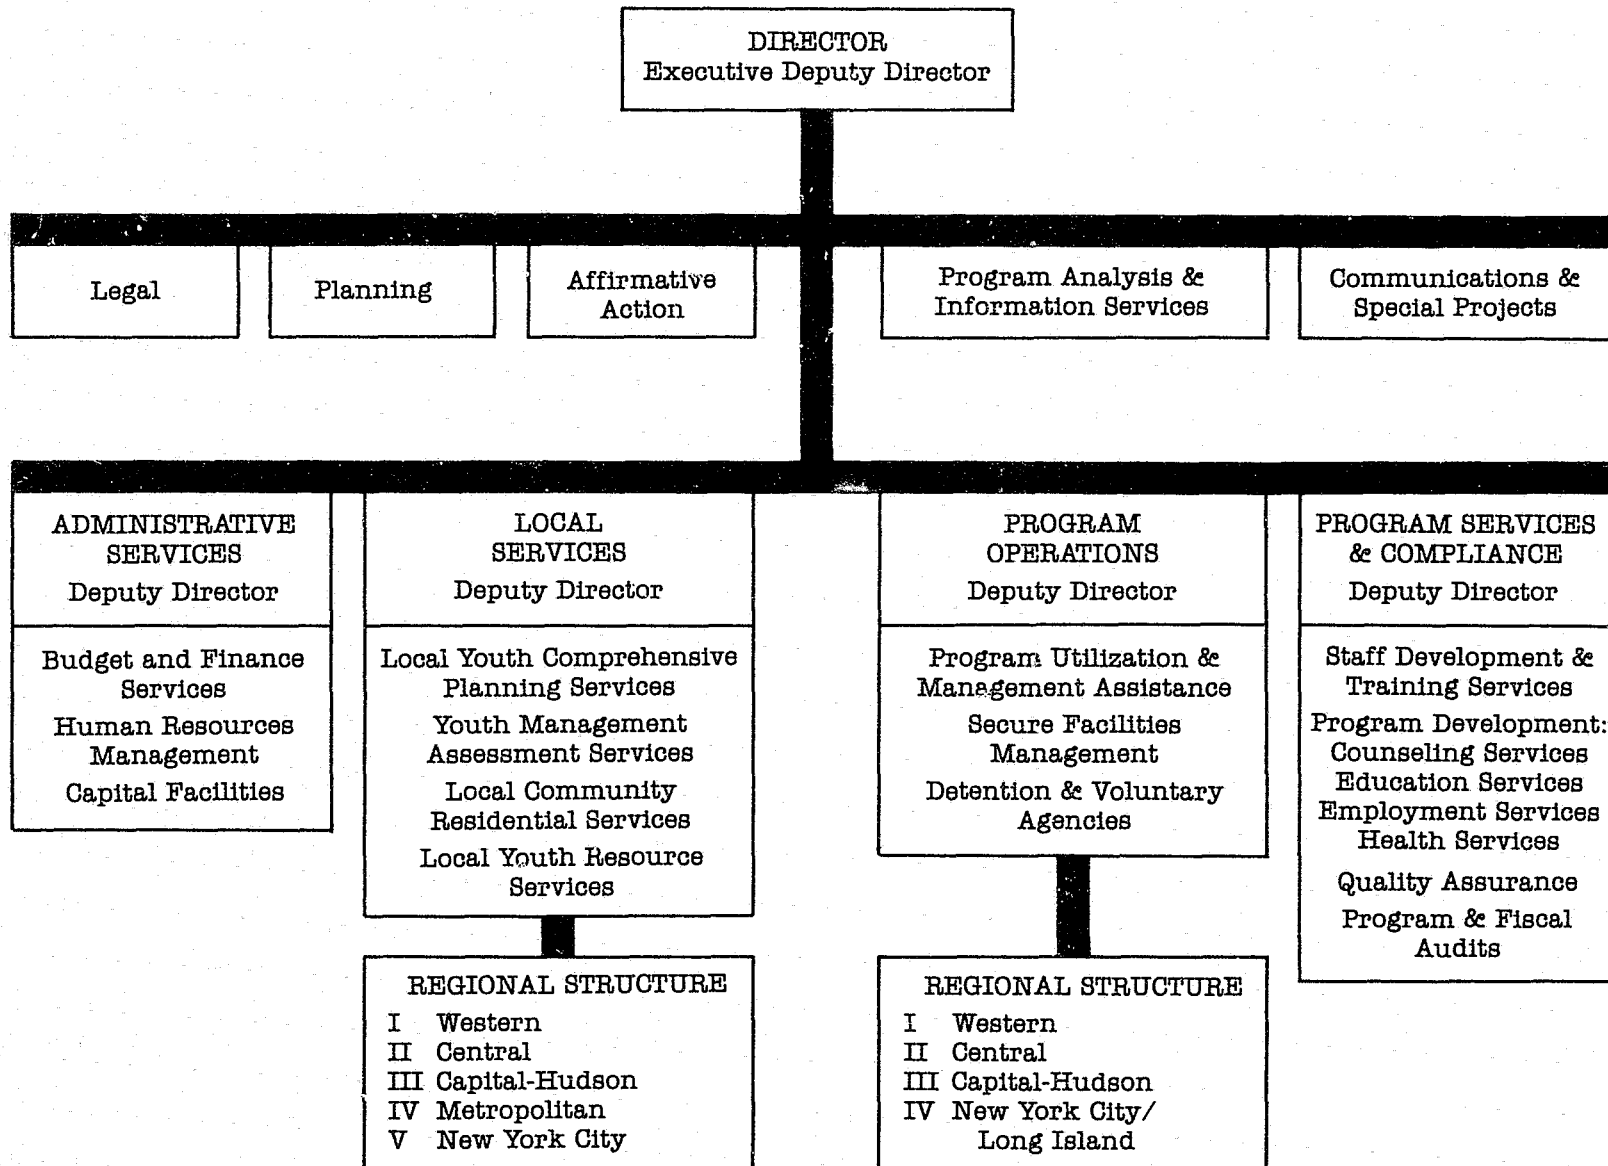 DIRECTOR
Executive Deputy Director
Legal
Planning
Affirmative
Action
Program Analysis &
Information Services
Communications &
Special Projects
ADMINISTRATIVE
SERVICES
Deputy Director
Budget and Finance
Services
Human Resources
Management
Capital Facilities
LOCAL
SERVICES
Deputy Director
Local Youth Comprehensive
Planning Services
Youth Management
Assessment Services
Local Community
Residential Services
Local Youth Resource
Services
REGIONAL STRUCTURE
I Western
II Central
III Capital-Hudson
IV Metropolitan
V New York City
PROGRAM
OPERATIONS
Deputy Director
Program Utilization &
Management Assistance
Secure Facilities
Management
Detention & Voluntary
Agencies
REGIONAL STRUCTURE
I Western
II Central
III Capital-Hudson
IV New York City/
Long Island
PROGRAM SERVICES
& COMPLIANCE
Deputy Director
Staff Development &
Training Services
Program Development:
Counseling Services
Education Services
Employment Services
Health Services
Quality Assurance
Program & Fiscal
Audits